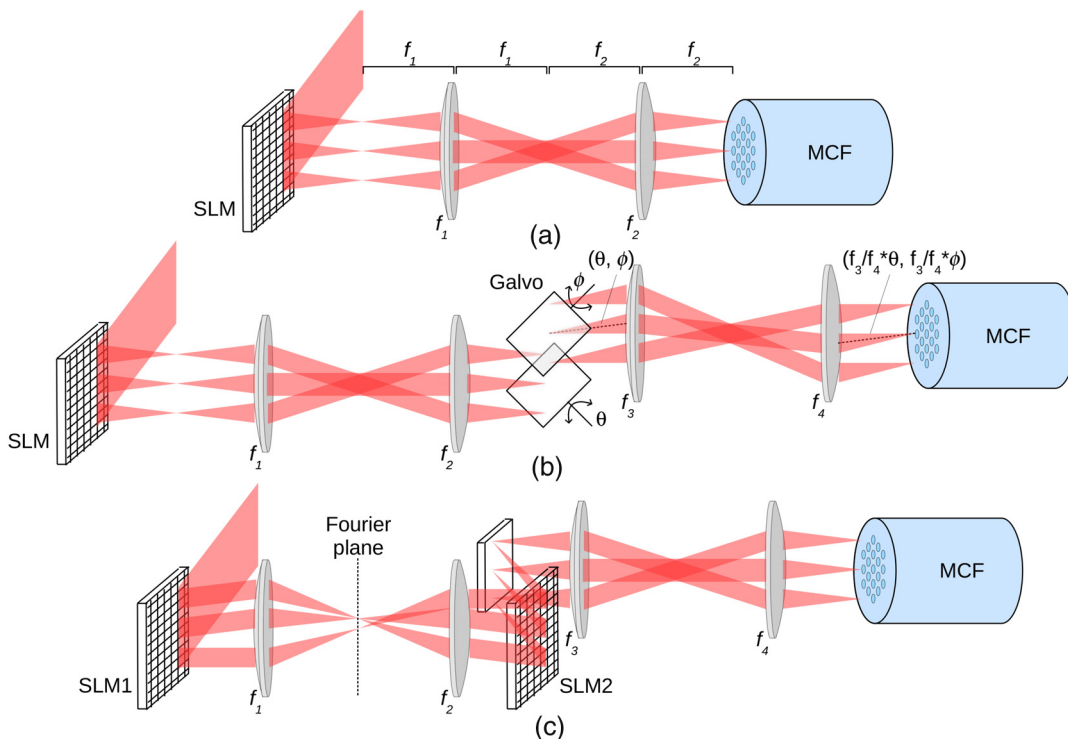 f₁ f₁ f₂ f₂
SLM
MCF
f₁
f₂
(a)
Galvo
ϕ
(θ, ϕ)
(f₃/f₄*θ, f₃/f₄*ϕ)
SLM
MCF
θ
f₁
f₂
f₃
f₄
(b)
Fourier
plane
MCF
SLM1
f₁
f₂
SLM2
f₃
f₄
(c)